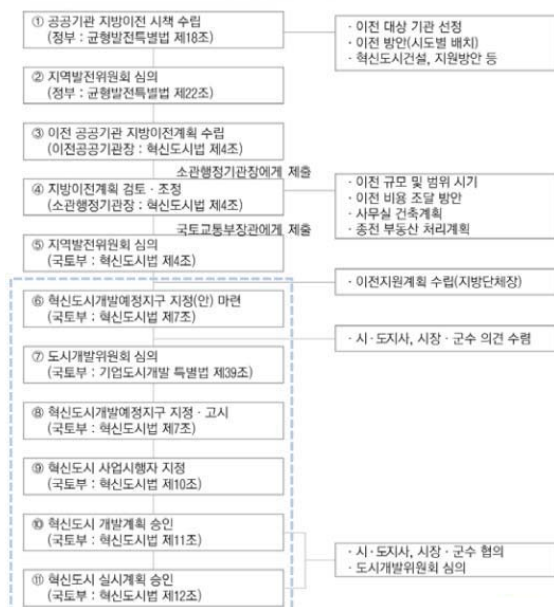 ① 공공기관 지방이전 시책 수립
(정부 : 균형발전특별법 제18조)
· 이전 대상 기관 선정
· 이전 방안(시도별 배치)
· 혁신도시건설, 지원방안 등
② 지역발전위원회 심의
(정부 : 균형발전특별법 제22조)
③ 이전 공공기관 지방이전계획 수립
(이전공공기관장 : 혁신도시법 제4조)
소관행정기관장에게 제출
④ 지방이전계획 검토 · 조정
(소관행정기관장 : 혁신도시법 제4조)
· 이전 규모 및 범위 시기
· 이전 비용 조달 방안
· 사무실 건축계획
· 종전 부동산 처리계획
국토교통부장관에게 제출
⑤ 지역발전위원회 심의
(국토부 : 혁신도시법 제4조)
· 이전지원계획 수립(지방단체장)
⑥ 혁신도시개발예정지구 지정(안) 마련
(국토부 : 혁신도시법 제7조)
· 시 · 도지사, 시장 · 군수 의견 수렴
⑦ 도시개발위원회 심의
(국토부 : 기업도시개발 특별법 제39조)
⑧ 혁신도시개발예정지구 지정 · 고시
(국토부 : 혁신도시법 제7조)
⑨ 혁신도시 사업시행자 지정
(국토부 : 혁신도시법 제10조)
⑩ 혁신도시 개발계획 승인
(국토부 : 혁신도시법 제11조)
· 시 · 도지사, 시장 · 군수 협의
· 도시개발위원회 심의
⑪ 혁신도시 실시계획 승인
(국토부 : 혁신도시법 제12조)